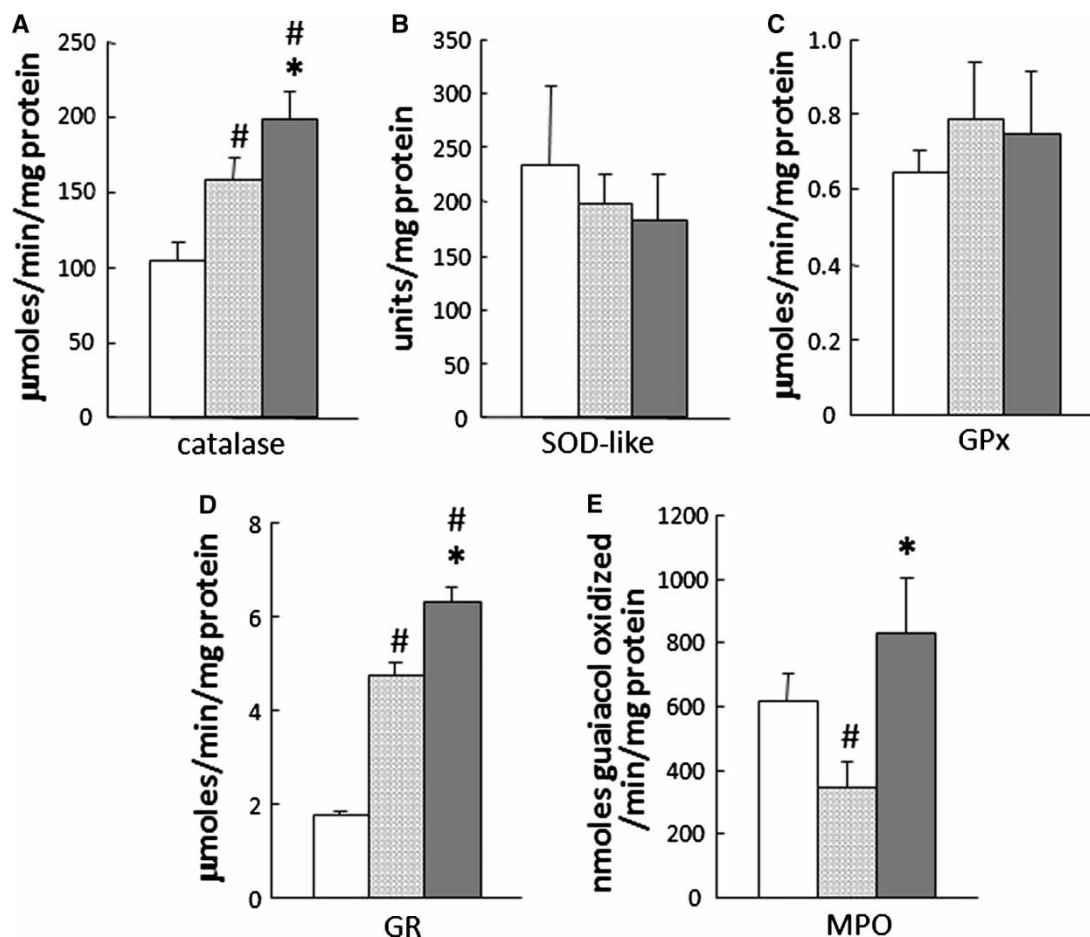 A
μmoles/min/mg protein
250
200
150
100
50
0
#
#
*
catalase
B
units/mg protein
350
300
250
200
150
100
50
0
SOD-like
C
μmoles/min/mg protein
1.0
0.8
0.6
0.4
0.2
0
GPx
D
μmoles/min/mg protein
8
6
4
2
0
#
#
*
GR
E
nmoles guaiacol oxidized
/min/mg protein
1200
1000
800
600
400
200
0
#
*
MPO